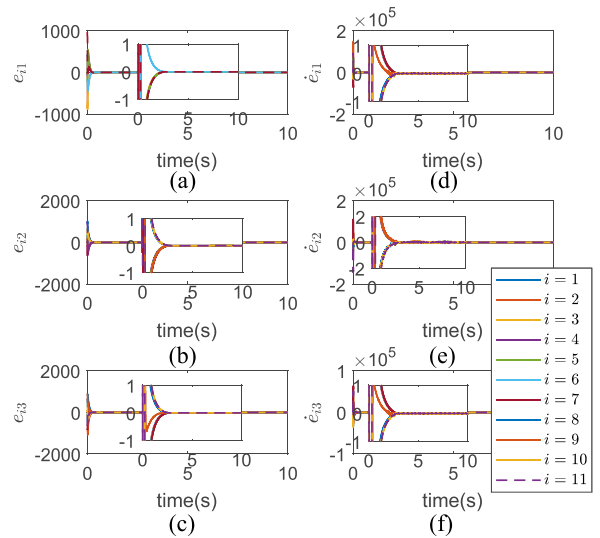 1000
0
-1000
e_{i1}
1
0
-1
0 5 10
0 5 10
time(s)
(a)
×10^5
2
0
-2
ė_{i1}
1
0
-1
0 5 10
0 5 10
time(s)
(d)
2000
0
-2000
e_{i2}
1
0
-1
0 5 10
0 5 10
time(s)
(b)
×10^5
2
0
-2
ė_{i2}
2
0
-2
0 5 10
0 5
time(s)
(e)
2000
0
-2000
e_{i3}
1
0
-1
0 5 10
0 5 10
time(s)
(c)
×10^5
1
0
-1
ė_{i3}
1
0
-1
0 5 10
0 5
time(s)
(f)
i = 1
i = 2
i = 3
i = 4
i = 5
i = 6
i = 7
i = 8
i = 9
i = 10
i = 11